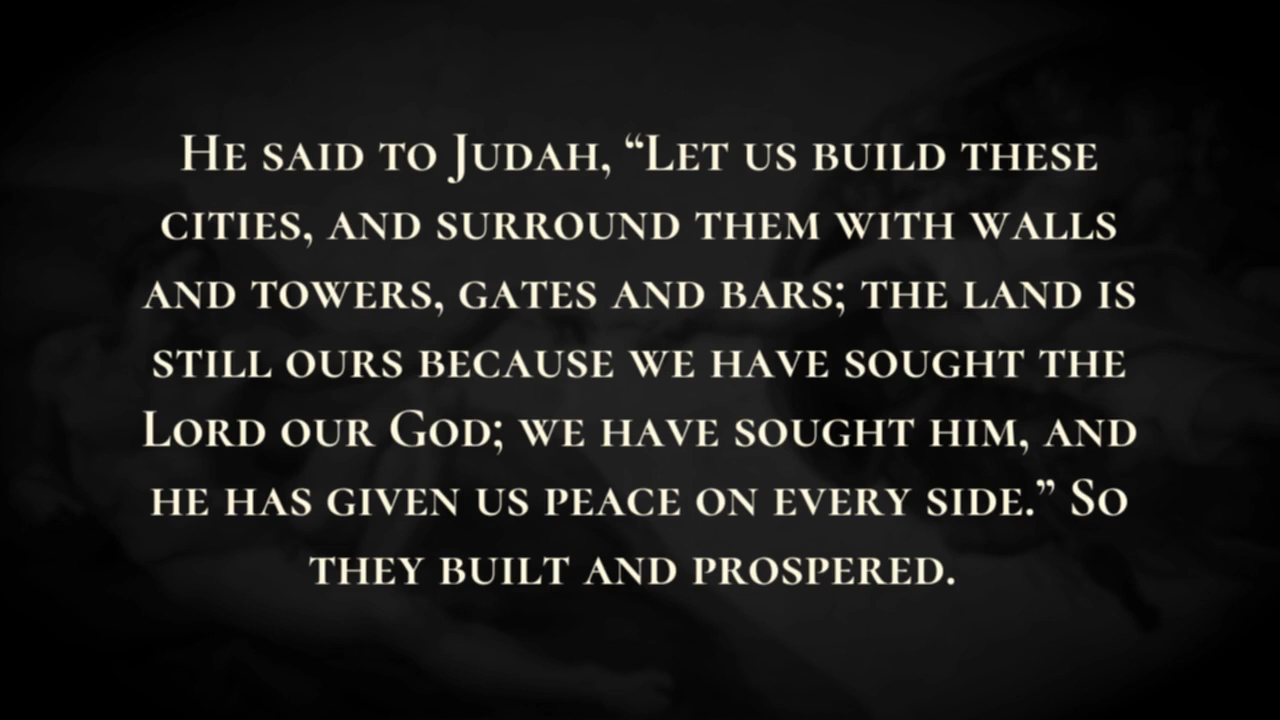 He said to Judah, “Let us build these
cities, and surround them with walls
and towers, gates and bars; the land is
still ours because we have sought the
Lord our God; we have sought him, and
he has given us peace on every side.” So
they built and prospered.